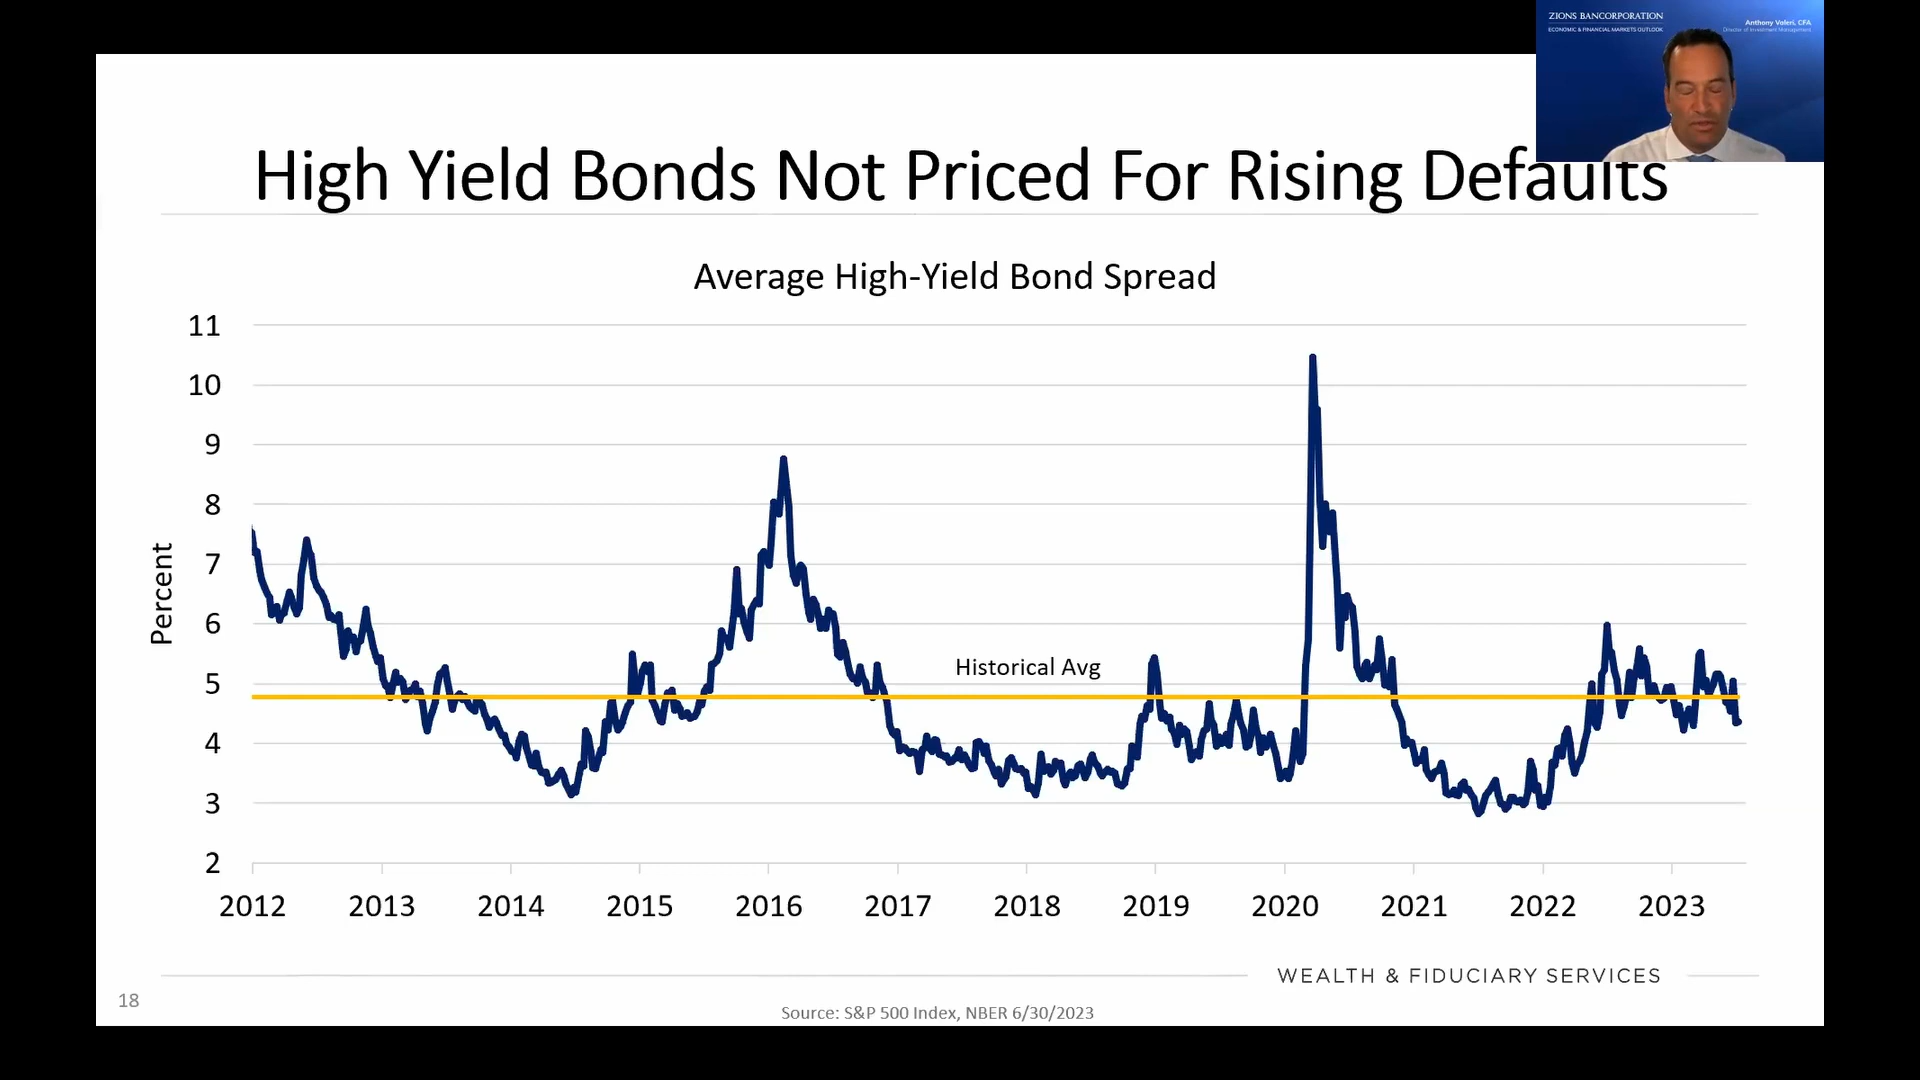 ZIONS BANCORPORATION
ECONOMIC & FINANCIAL MARKETS OUTLOOK
Anthony Valeri, CFA
Director of Investment Management
High Yield Bonds Not Priced For Rising Defaults
Average High-Yield Bond Spread
Percent
11
10
9
8
7
6
5
4
3
2
Historical Avg
2012 2013 2014 2015 2016 2017 2018 2019 2020 2021 2022 2023
WEALTH & FIDUCIARY SERVICES
18
Source: S&P 500 Index, NBER 6/30/2023